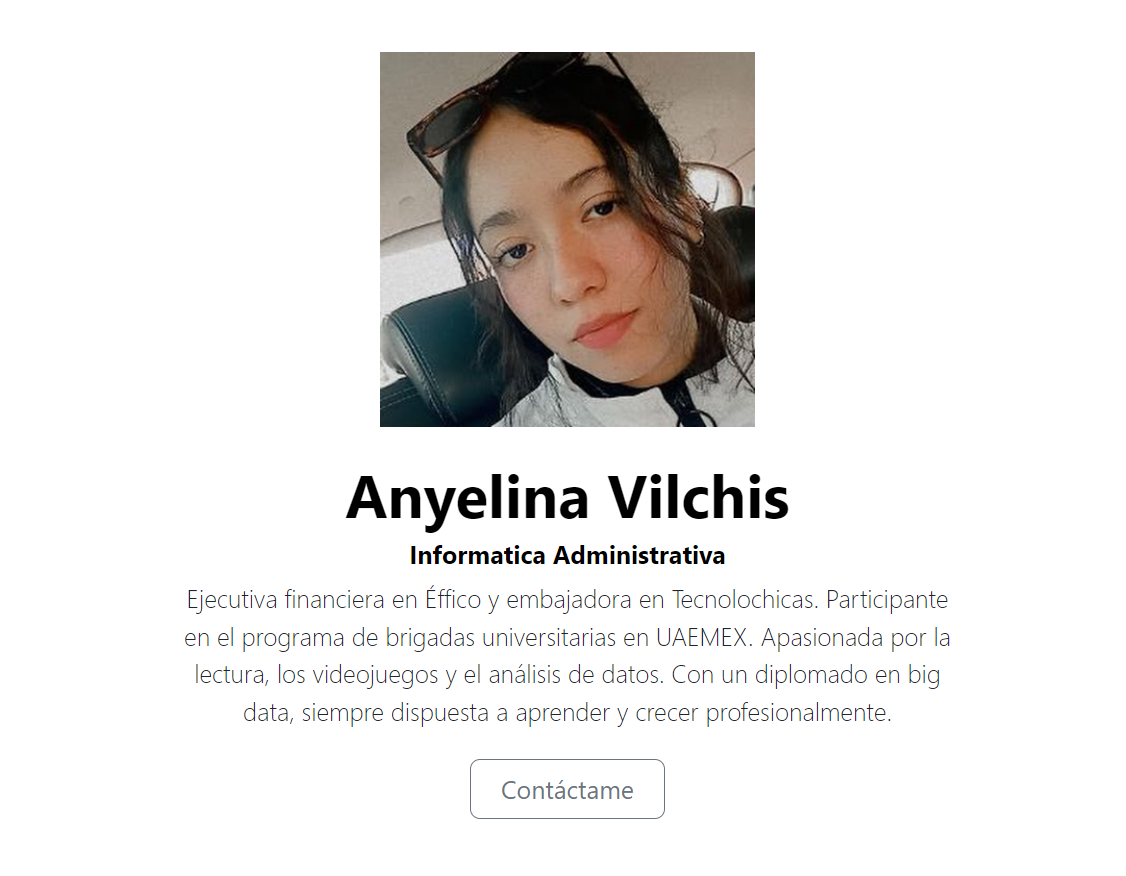 Anyelina Vilchis
Informatica Administrativa
Ejecutiva financiera en Éffico y embajadora en Tecnolochicas. Participante
en el programa de brigadas universitarias en UAEMEX. Apasionada por la
lectura, los videojuegos y el análisis de datos. Con un diplomado en big
data, siempre dispuesta a aprender y crecer profesionalmente.
Contáctame